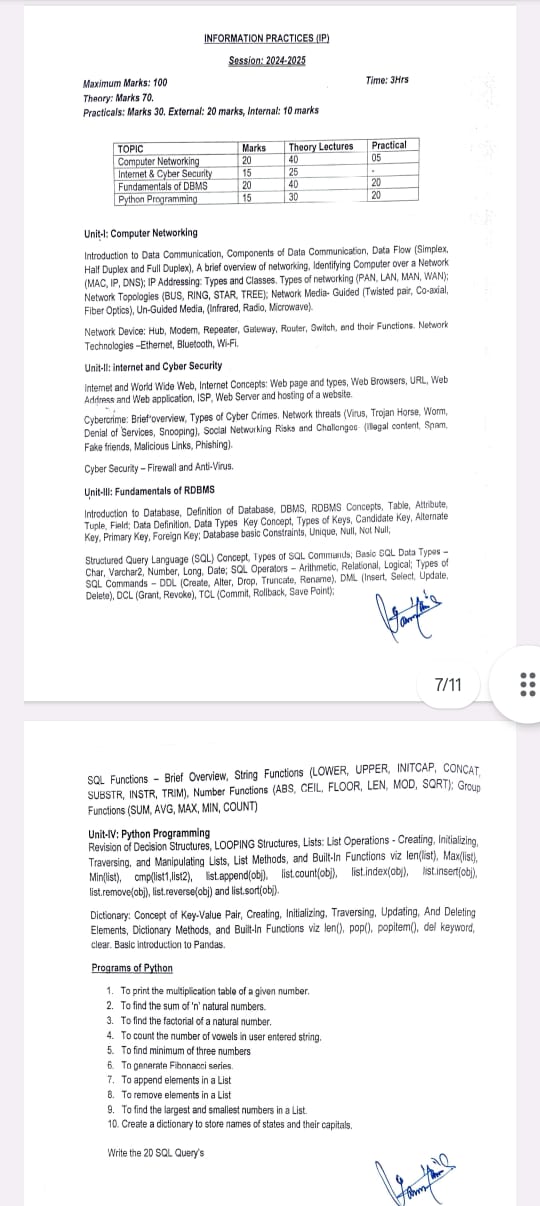 INFORMATION PRACTICES (IP)
Session: 2024-2025
Maximum Marks: 100 Time: 3Hrs
Theory: Marks 70.
Practicals: Marks 30. External: 20 marks, Internal: 10 marks
TOPIC Marks Theory Lectures Practical
Computer Networking 20 40 05
Internet & Cyber Security 15 25 -
Fundamentals of DBMS 20 40 20
Python Programming 15 30 20
Unit-I: Computer Networking
Introduction to Data Communication, Components of Data Communication, Data Flow (Simplex,
Half Duplex and Full Duplex), A brief overview of networking, Identifying Computer over a Network
(MAC, IP, DNS); IP Addressing: Types and Classes. Types of networking (PAN, LAN, MAN, WAN);
Network Topologies (BUS, RING, STAR, TREE); Network Media- Guided (Twisted pair, Co-axial,
Fiber Optics), Un-Guided Media, (Infrared, Radio, Microwave).
Network Device: Hub, Modem, Repeater, Gateway, Router, Switch, and their Functions. Network
Technologies –Ethernet, Bluetooth, Wi-Fi.
Unit-II: internet and Cyber Security
Internet and World Wide Web, Internet Concepts: Web page and types, Web Browsers, URL, Web
Address and Web application, ISP, Web Server and hosting of a website.
Cybercrime: Brief overview, Types of Cyber Crimes. Network threats (Virus, Trojan Horse, Worm,
Denial of Services, Snooping), Social Networking Risks and Challenges (Illegal content, Spam,
Fake friends, Malicious Links, Phishing).
Cyber Security – Firewall and Anti-Virus.
Unit-III: Fundamentals of RDBMS
Introduction to Database, Definition of Database, DBMS, RDBMS Concepts, Table, Attribute,
Tuple, Field; Data Definition, Data Types Key Concept, Types of Keys, Candidate Key, Alternate
Key, Primary Key, Foreign Key; Database basic Constraints, Unique, Null, Not Null;
Structured Query Language (SQL) Concept, Types of SQL Commands; Basic SQL Data Types –
Char, Varchar2, Number, Long, Date; SQL Operators – Arithmetic, Relational, Logical; Types of
SQL Commands – DDL (Create, Alter, Drop, Truncate, Rename), DML (Insert, Select, Update,
Delete), DCL (Grant, Revoke), TCL (Commit, Rollback, Save Point);
7/11
SQL Functions – Brief Overview, String Functions (LOWER, UPPER, INITCAP, CONCAT,
SUBSTR, INSTR, TRIM), Number Functions (ABS, CEIL, FLOOR, LEN, MOD, SQRT); Group
Functions (SUM, AVG, MAX, MIN, COUNT)
Unit-IV: Python Programming
Revision of Decision Structures, LOOPING Structures, Lists: List Operations - Creating, Initializing,
Traversing, and Manipulating Lists, List Methods, and Built-In Functions viz len(list), Max(list),
Min(list), cmp(list1,list2), list.append(obj), list.count(obj), list.index(obj), list.insert(obj),
list.remove(obj), list.reverse(obj) and list.sort(obj).
Dictionary: Concept of Key-Value Pair, Creating, Initializing, Traversing, Updating, And Deleting
Elements, Dictionary Methods, and Built-In Functions viz len(), pop(), popitem(), del keyword,
clear. Basic introduction to Pandas.
Programs of Python
1. To print the multiplication table of a given number.
2. To find the sum of 'n' natural numbers.
3. To find the factorial of a natural number.
4. To count the number of vowels in user entered string.
5. To find minimum of three numbers
6. To generate Fibonacci series.
7. To append elements in a List
8. To remove elements in a List
9. To find the largest and smallest numbers in a List.
10. Create a dictionary to store names of states and their capitals.
Write the 20 SQL Query's